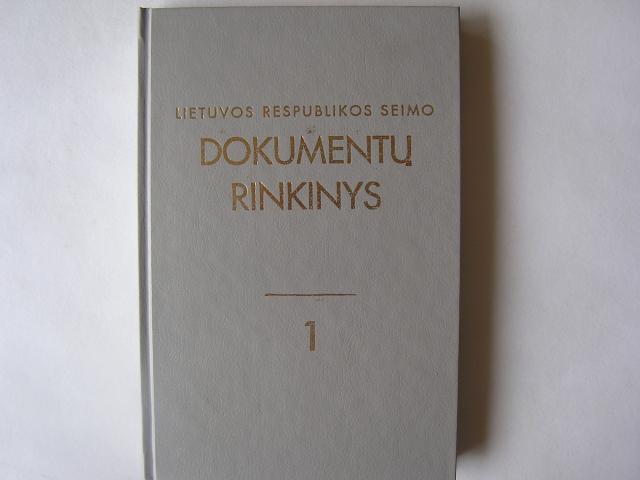 LIETUVOS RESPUBLIKOS SEIMO
DOKUMENTŲ
RINKINYS
1